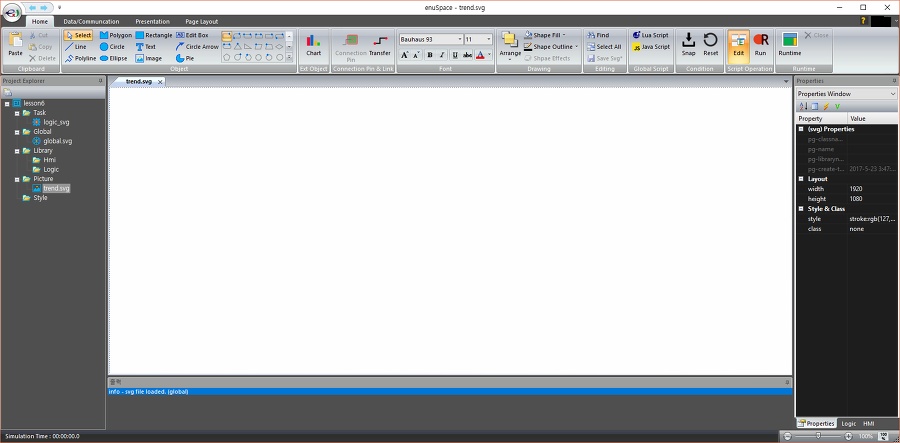 enuSpace - trend.svg
Home Data/Communcation Presentation Page Layout
Paste Cut Copy Delete
Clipboard
Select Polygon Rectangle Edit Box
Line Circle Text Circle Arrow
Polyline Ellipse Image Pie
Object
Chart
Ext Object
Connection Pin Transfer
Connection Pin & Link
Bauhaus 93 11
B I U abc A
Font
Arrange Shape Fill Shape Outline Shpae Effects
Drawing
Find Select All Save Svg*
Editing
Lua Script Java Script
Global Script
Snap Reset
Condition
Edit Run
Script Operation
Runtime Close
Runtime
Project Explorer
lesson6
Task
logic_svg
Global
global.svg
Library
Hmi
Logic
Picture
trend.svg
Style
trend.svg
출력
info - svg file loaded. (global)
Properties
Properties Window
Property Value
(svg) Properties
pg-classna...
pg-name
pg-libraryn...
pg-create-t... 2017-5-23 3:47:...
Layout
width 1920
height 1080
Style & Class
style stroke:rgb(127,...
class none
Properties Logic HMI
Simulation Time : 00:00:00.0
100%